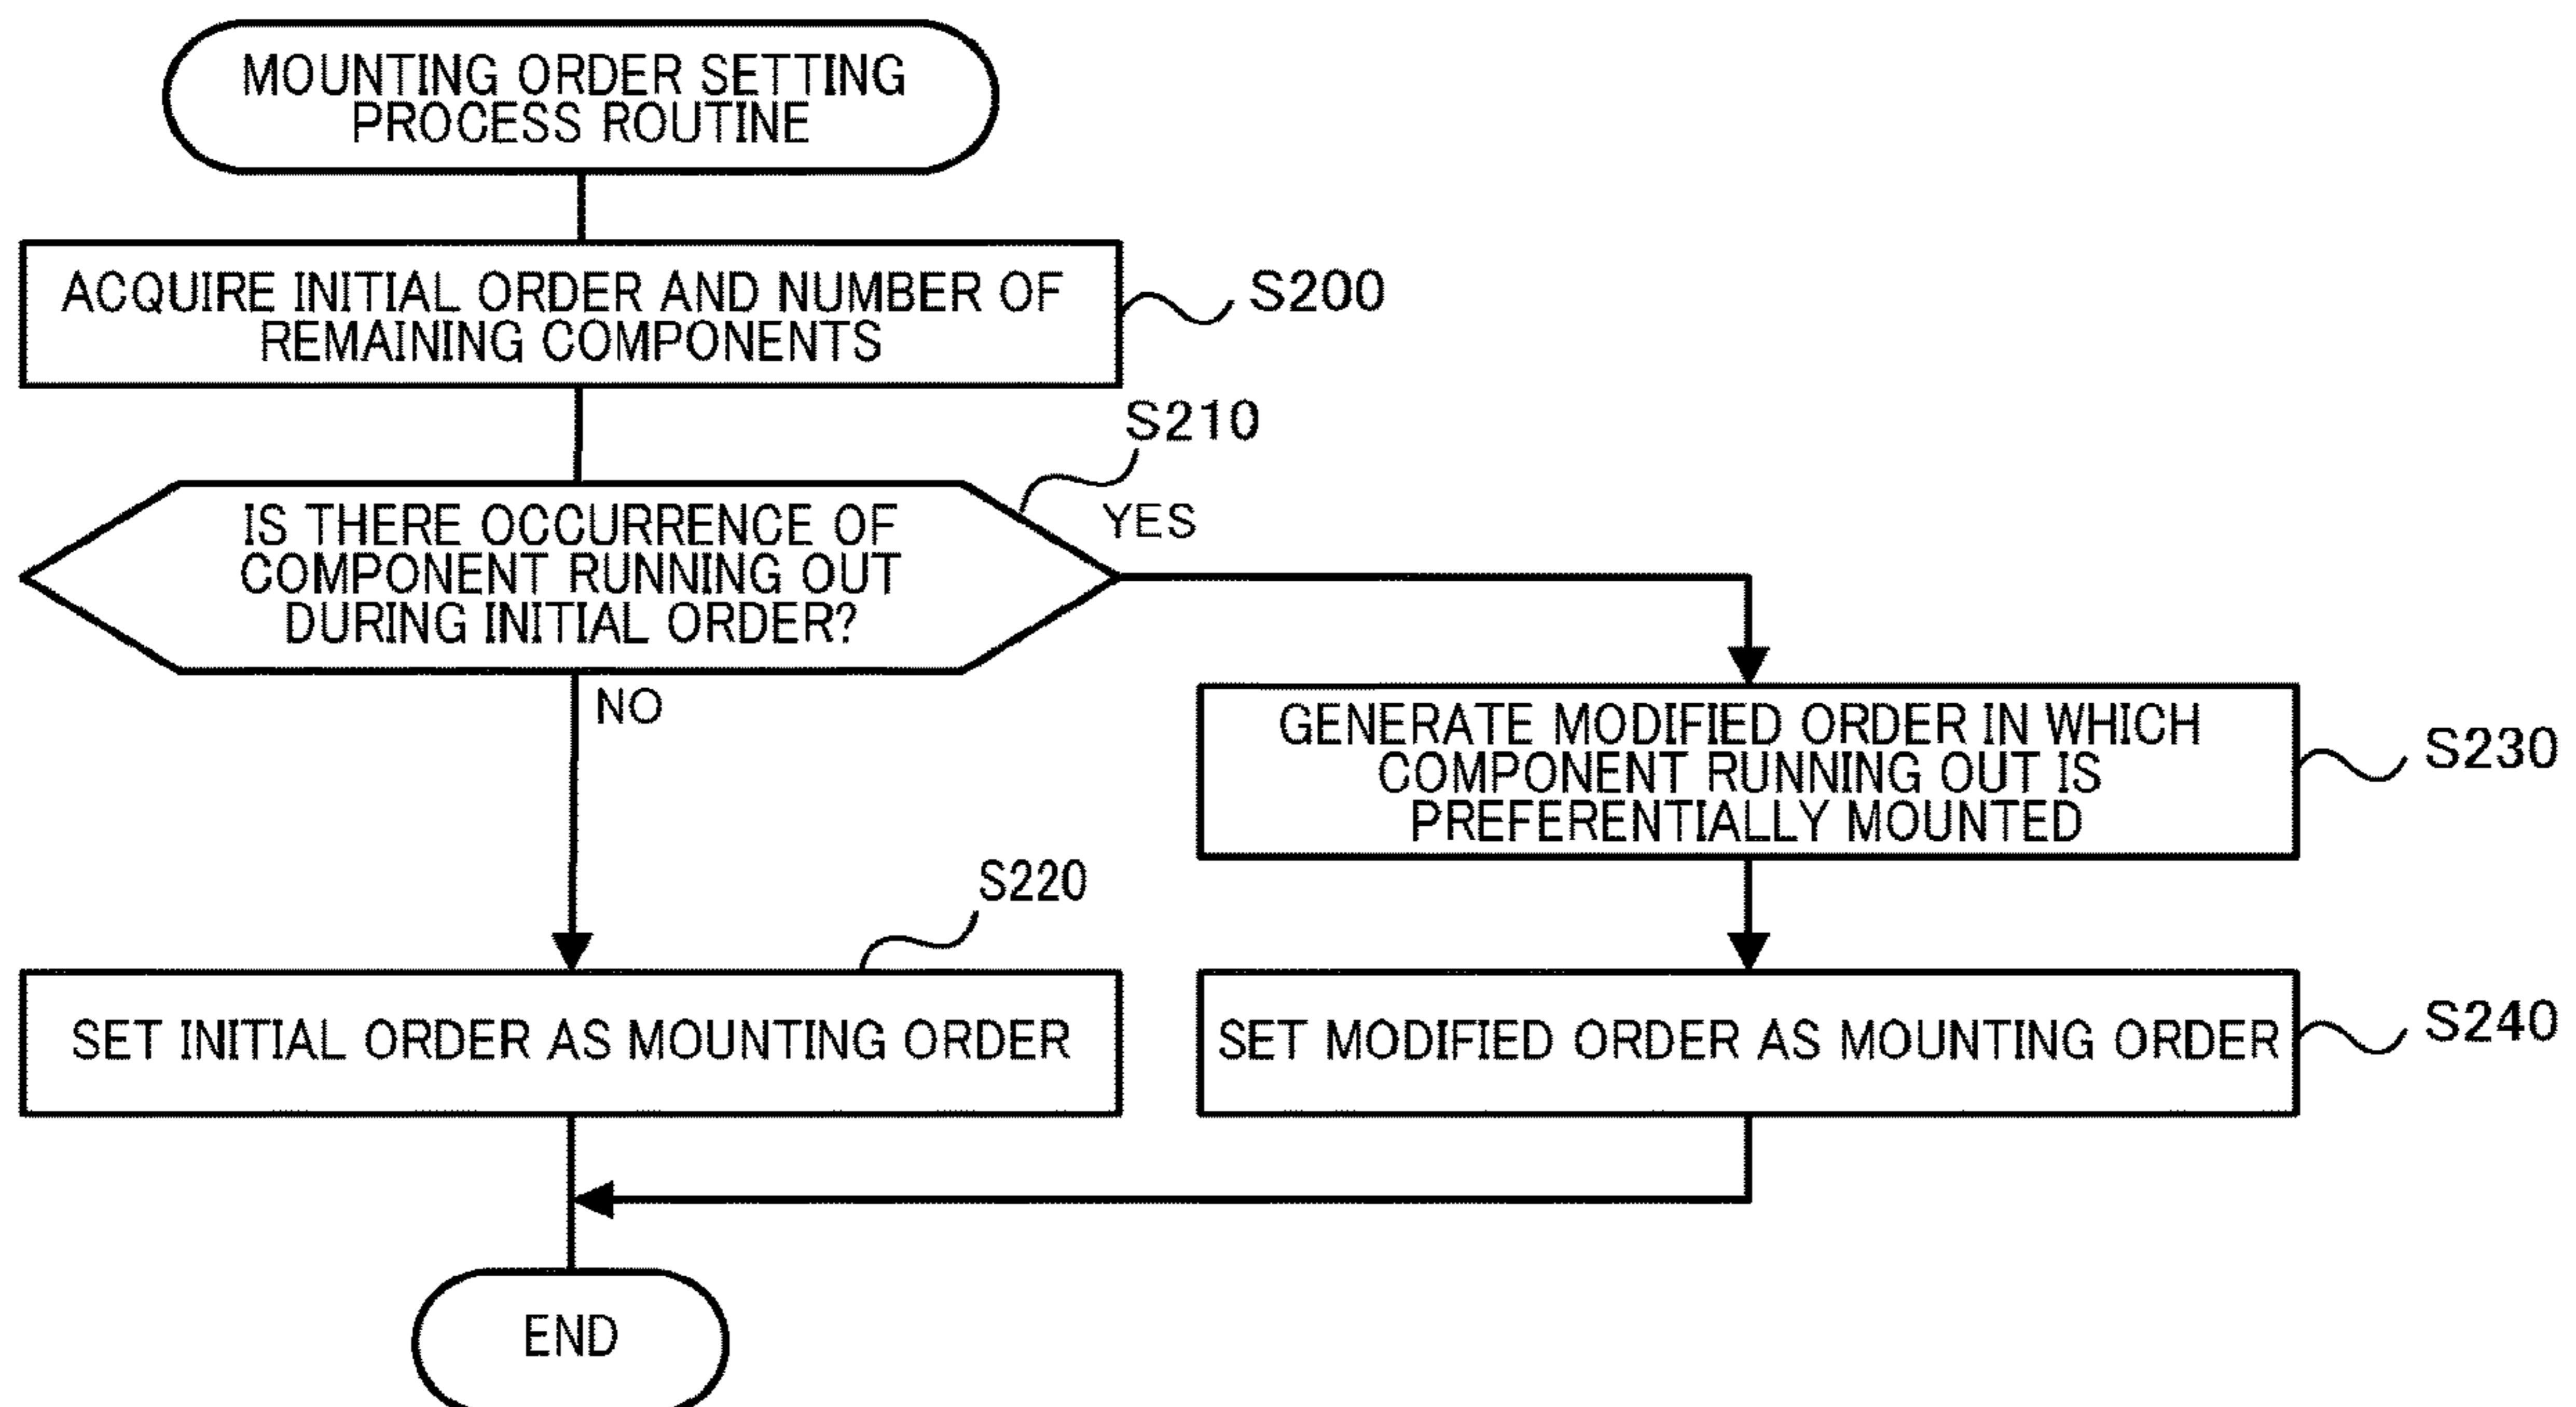 MOUNTING ORDER SETTING
PROCESS ROUTINE
ACQUIRE INITIAL ORDER AND NUMBER OF
REMAINING COMPONENTS
S200
S210
IS THERE OCCURRENCE OF
COMPONENT RUNNING OUT
DURING INITIAL ORDER?
YES
NO
GENERATE MODIFIED ORDER IN WHICH
COMPONENT RUNNING OUT IS
PREFERENTIALLY MOUNTED
S230
S220
SET INITIAL ORDER AS MOUNTING ORDER
SET MODIFIED ORDER AS MOUNTING ORDER
S240
END